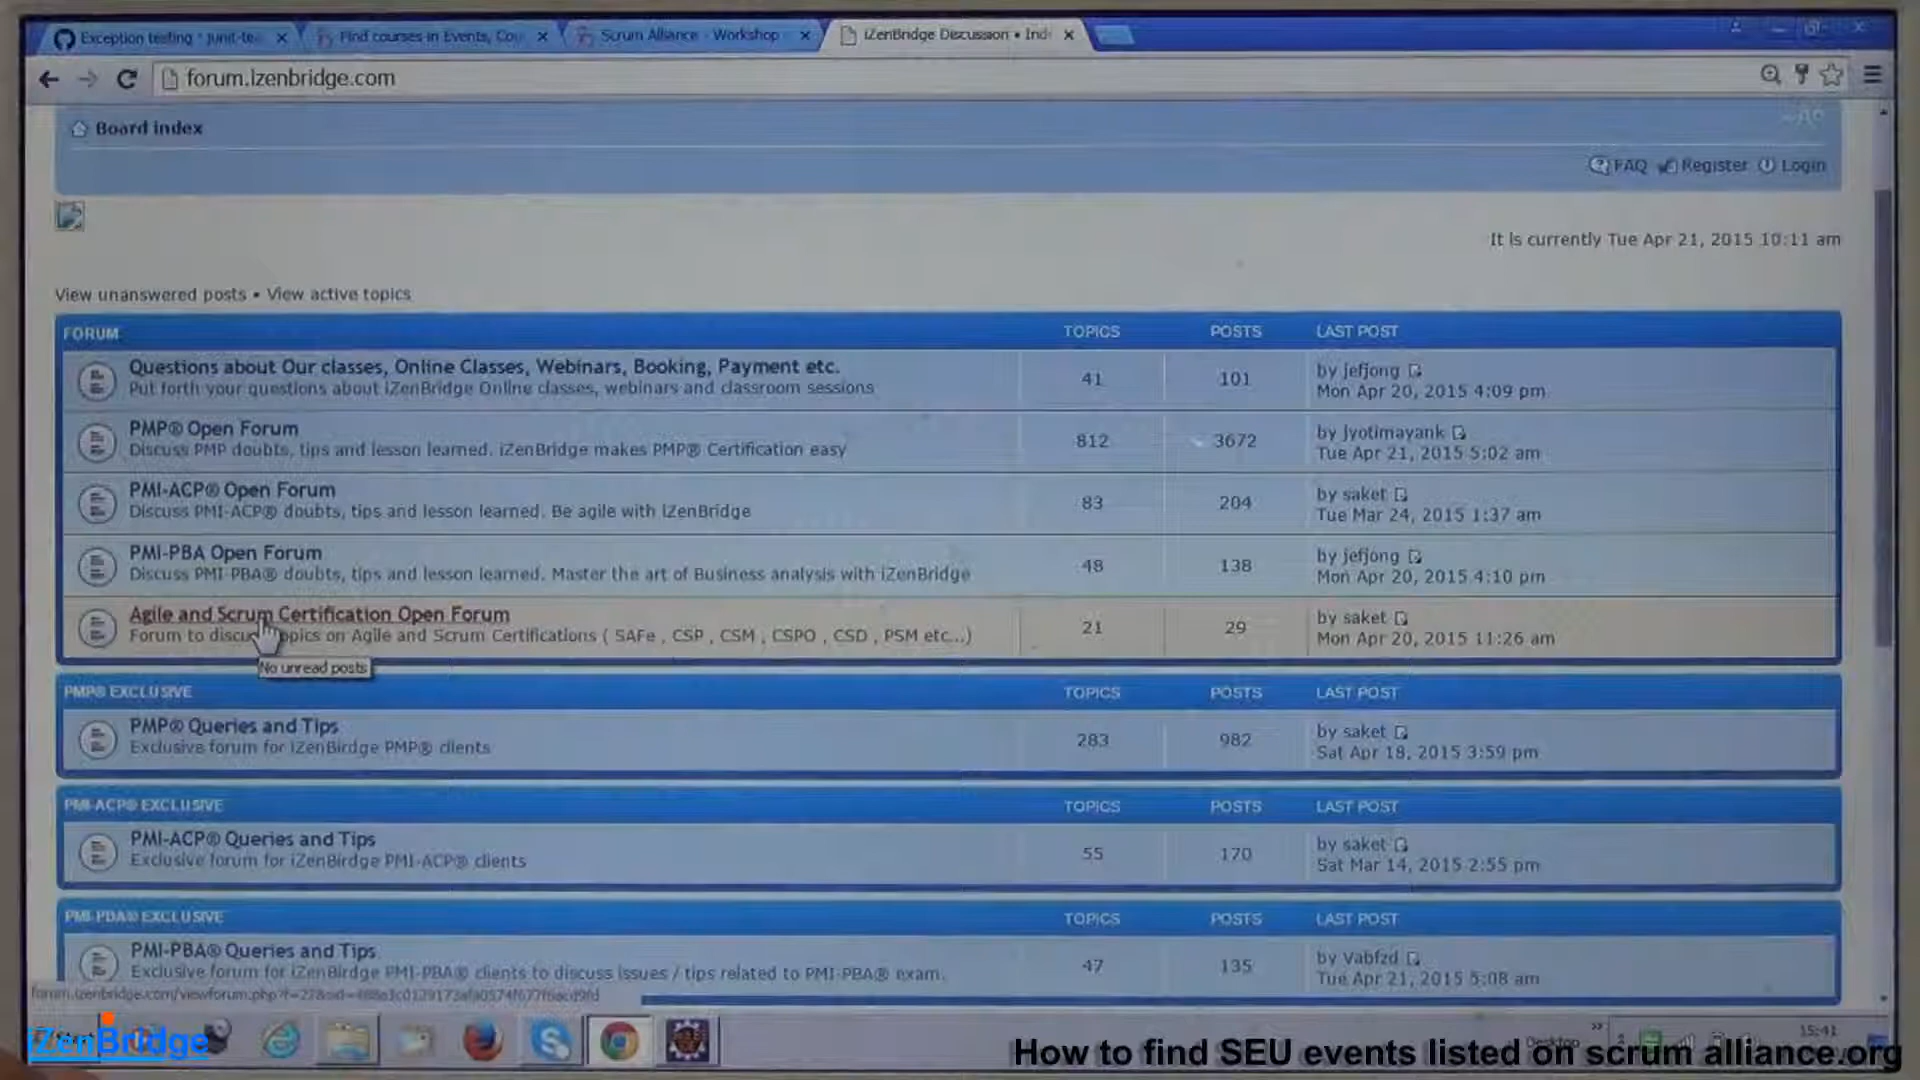 Exception testing · junit-te
Find courses in Events, Cou
Scrum Alliance - Workshop
iZenBridge Discussion • Ind
forum.izenbridge.com
Board index
FAQ Register Login
It is currently Tue Apr 21, 2015 10:11 am
View unanswered posts • View active topics
FORUM TOPICS POSTS LAST POST
Questions about Our classes, Online Classes, Webinars, Booking, Payment etc.
Put forth your questions about iZenBridge Online classes, webinars and classroom sessions
41 101
by jefjong
Mon Apr 20, 2015 4:09 pm
PMP® Open Forum
Discuss PMP doubts, tips and lesson learned. iZenBridge makes PMP® Certification easy
812 3672
by jyotimayank
Tue Apr 21, 2015 5:02 am
PMI-ACP® Open Forum
Discuss PMI-ACP® doubts, tips and lesson learned. Be agile with iZenBridge
83 204
by saket
Tue Mar 24, 2015 1:37 am
PMI-PBA Open Forum
Discuss PMI-PBA® doubts, tips and lesson learned. Master the art of Business analysis with iZenBridge
48 138
by jefjong
Mon Apr 20, 2015 4:10 pm
Agile and Scrum Certification Open Forum
Forum to discuss topics on Agile and Scrum Certifications ( SAFe , CSP , CSM , CSPO , CSD , PSM etc...)
21 29
by saket
Mon Apr 20, 2015 11:26 am
No unread posts
PMP® EXCLUSIVE TOPICS POSTS LAST POST
PMP® Queries and Tips
Exclusive forum for iZenBirdge PMP® clients
283 982
by saket
Sat Apr 18, 2015 3:59 pm
PMI-ACP® EXCLUSIVE TOPICS POSTS LAST POST
PMI-ACP® Queries and Tips
Exclusive forum for iZenBirdge PMI-ACP® clients
55 170
by saket
Sat Mar 14, 2015 2:55 pm
PMI-PBA® EXCLUSIVE TOPICS POSTS LAST POST
PMI-PBA® Queries and Tips
Exclusive forum for iZenBridge PMI-PBA® clients to discuss issues / tips related to PMI-PBA® exam.
47 135
by Vabfzd
Tue Apr 21, 2015 5:08 am
iZenBridge
Desktop
15:41
How to find SEU events listed on scrum alliance.org